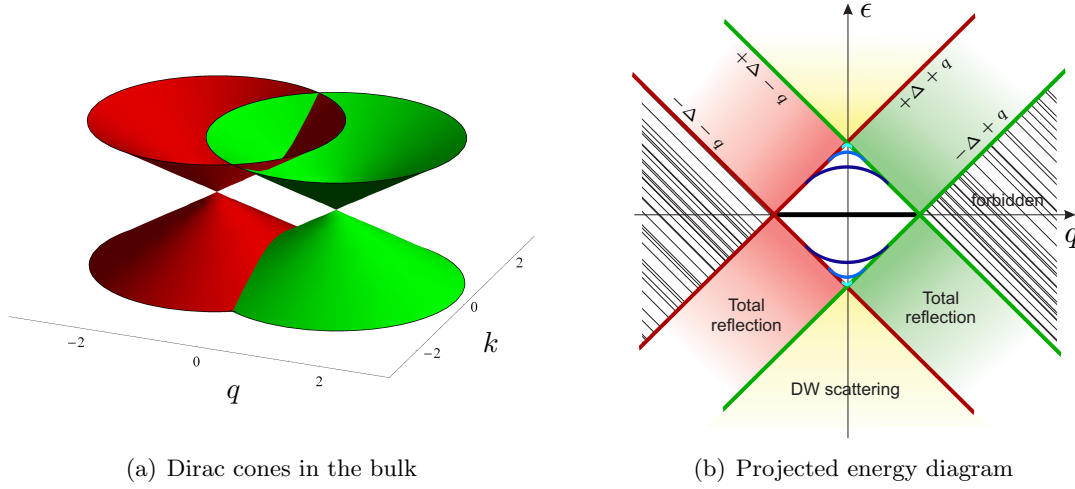 ϵ
+Δ − q
−Δ − q
+Δ + q
−Δ + q
forbidden
q
Total
reflection
Total
reflection
DW scattering
−2
0
2
q
−2
0
2
k
(a) Dirac cones in the bulk
(b) Projected energy diagram